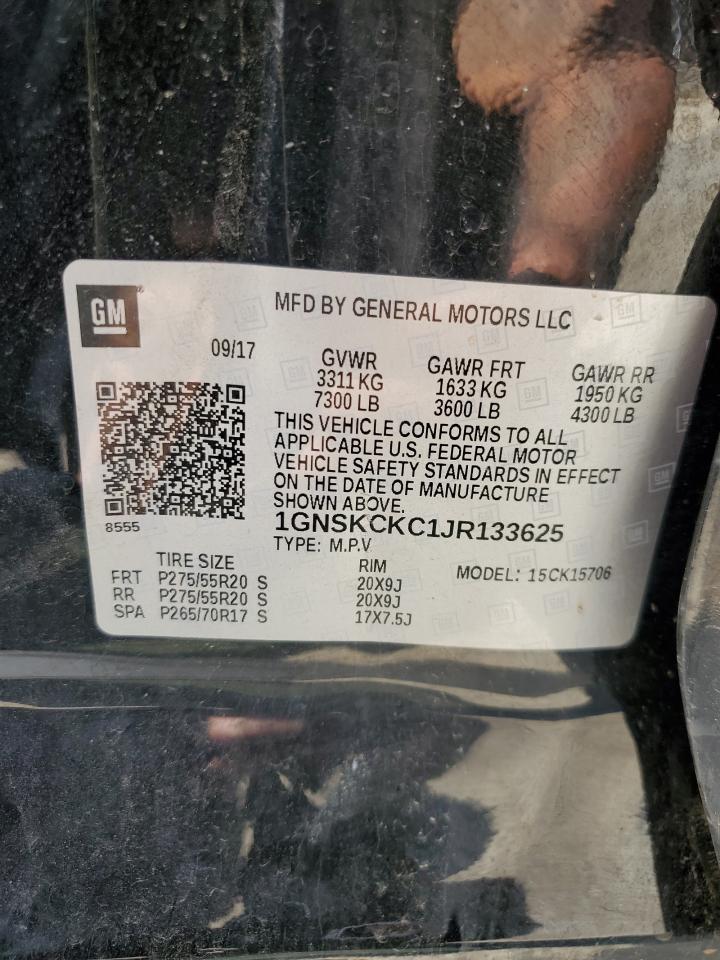 GM
MFD BY GENERAL MOTORS LLC
09/17
GVWR GAWR FRT GAWR RR
3311 KG 1633 KG 1950 KG
7300 LB 3600 LB 4300 LB
THIS VEHICLE CONFORMS TO ALL
APPLICABLE U.S. FEDERAL MOTOR
VEHICLE SAFETY STANDARDS IN EFFECT
ON THE DATE OF MANUFACTURE
SHOWN ABOVE.
8555
1GNSKCKC1JR133625
TYPE: M.P.V
TIRE SIZE RIM MODEL: 15CK15706
FRT P275/55R20 S 20X9J
RR P275/55R20 S 20X9J
SPA P265/70R17 S 17X7.5J